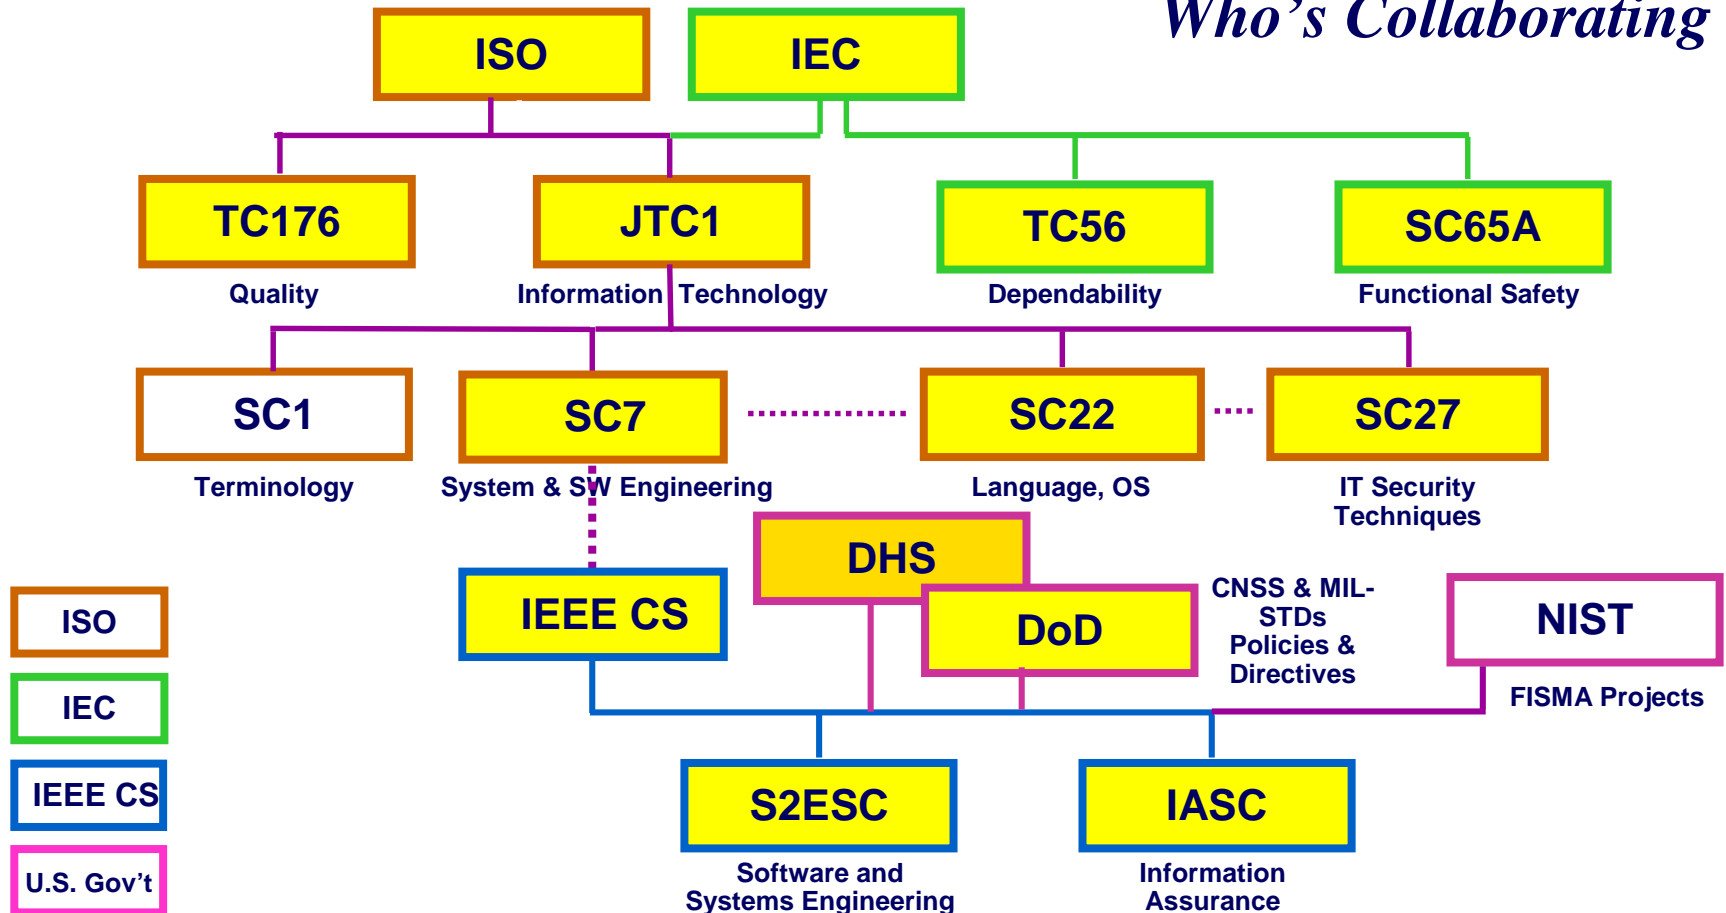 Who's Collaborating
ISO
IEC
TC176
JTC1
TC56
SC65A
Quality
Information Technology
Dependability
Functional Safety
SC1
SC7
SC22
SC27
Terminology
System & SW Engineering
Language, OS
IT Security
Techniques
DHS
IEEE CS
DoD
CNSS & MIL-
STDs
Policies &
Directives
NIST
FISMA Projects
ISO
IEC
IEEE CS
U.S. Gov't
S2ESC
IASC
Software and
Systems Engineering
Information
Assurance